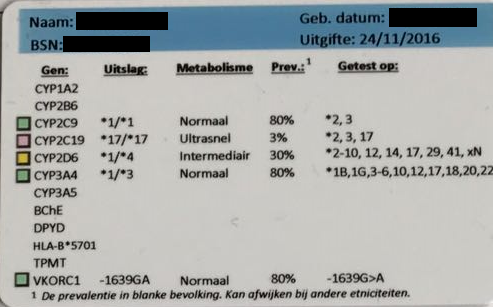 Naam:
Geb. datum:
BSN:
Uitgifte: 24/11/2016
Gen: Uitslag: Metabolisme Prev.:¹ Getest op:
CYP1A2
CYP2B6
CYP2C9 *1/*1 Normaal 80% *2, 3
CYP2C19 *17/*17 Ultrasnel 3% *2, 3, 17
CYP2D6 *1/*4 Intermediair 30% *2-10, 12, 14, 17, 29, 41, xN
CYP3A4 *1/*3 Normaal 80% *1B,1G,3-6,10,12,17,18,20,22
CYP3A5
BChE
DPYD
HLA-B*5701
TPMT
VKORC1 -1639GA Normaal 80% -1639G>A
¹ De prevalentie in blanke bevolking. Kan afwijken bij andere etniciteiten.